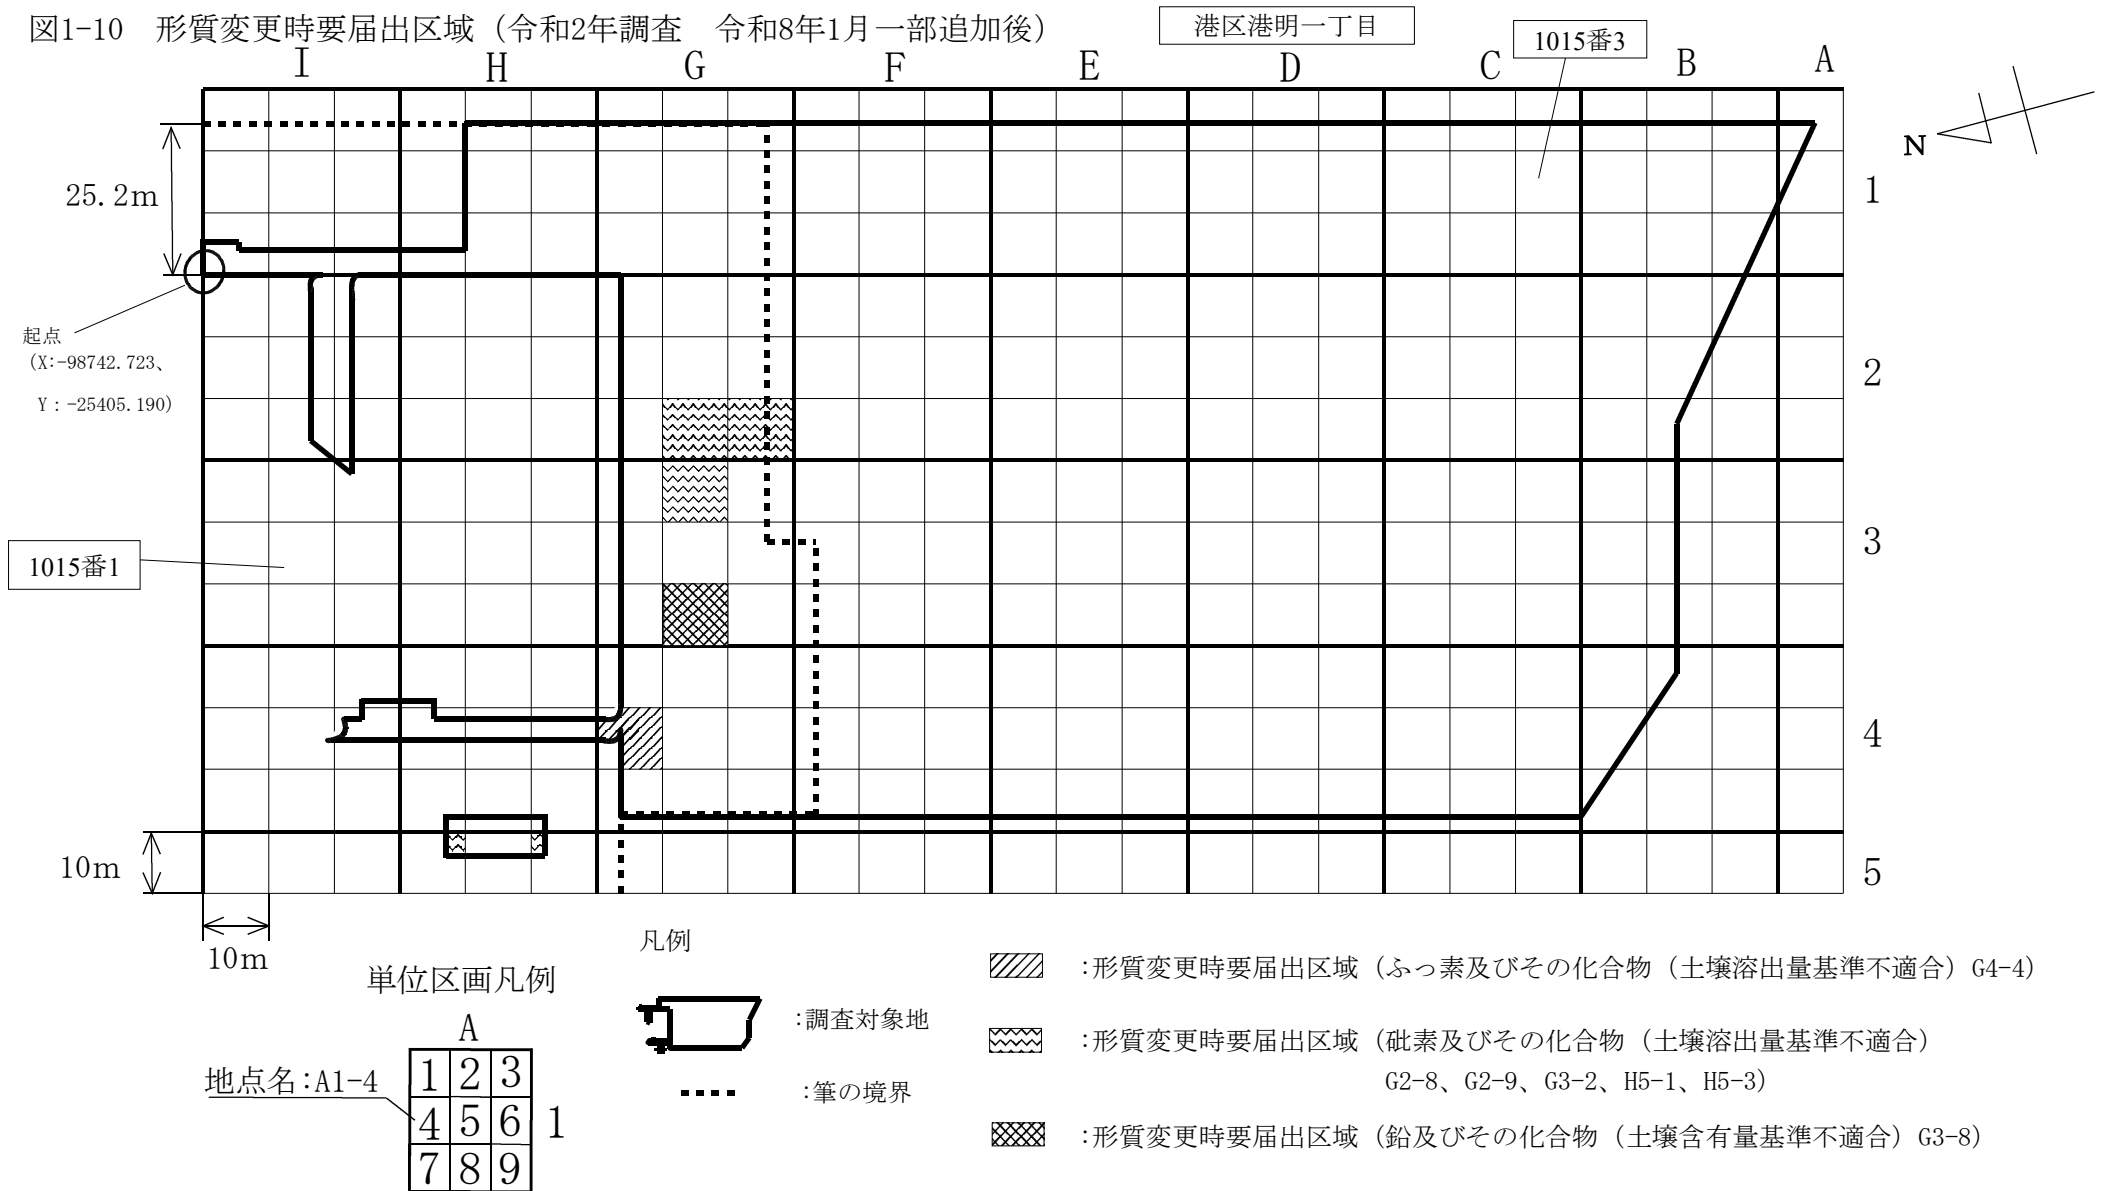 図1-10　形質変更時要届出区域（令和2年調査　令和8年1月一部追加後）
港区港明一丁目
1015番3
I H G F E D C B A
N
25.2m
1
起点
（X:-98742.723、
Y：-25405.190）
2
1015番1
3
4
10m
5
10m
単位区画凡例
A
地点名:A1-4
1 2 3
4 5 6
7 8 9
1
凡例
:調査対象地
:筆の境界
:形質変更時要届出区域（ふっ素及びその化合物（土壌溶出量基準不適合）G4-4）
:形質変更時要届出区域（砒素及びその化合物（土壌溶出量基準不適合）
G2-8、G2-9、G3-2、H5-1、H5-3）
:形質変更時要届出区域（鉛及びその化合物（土壌含有量基準不適合）G3-8）